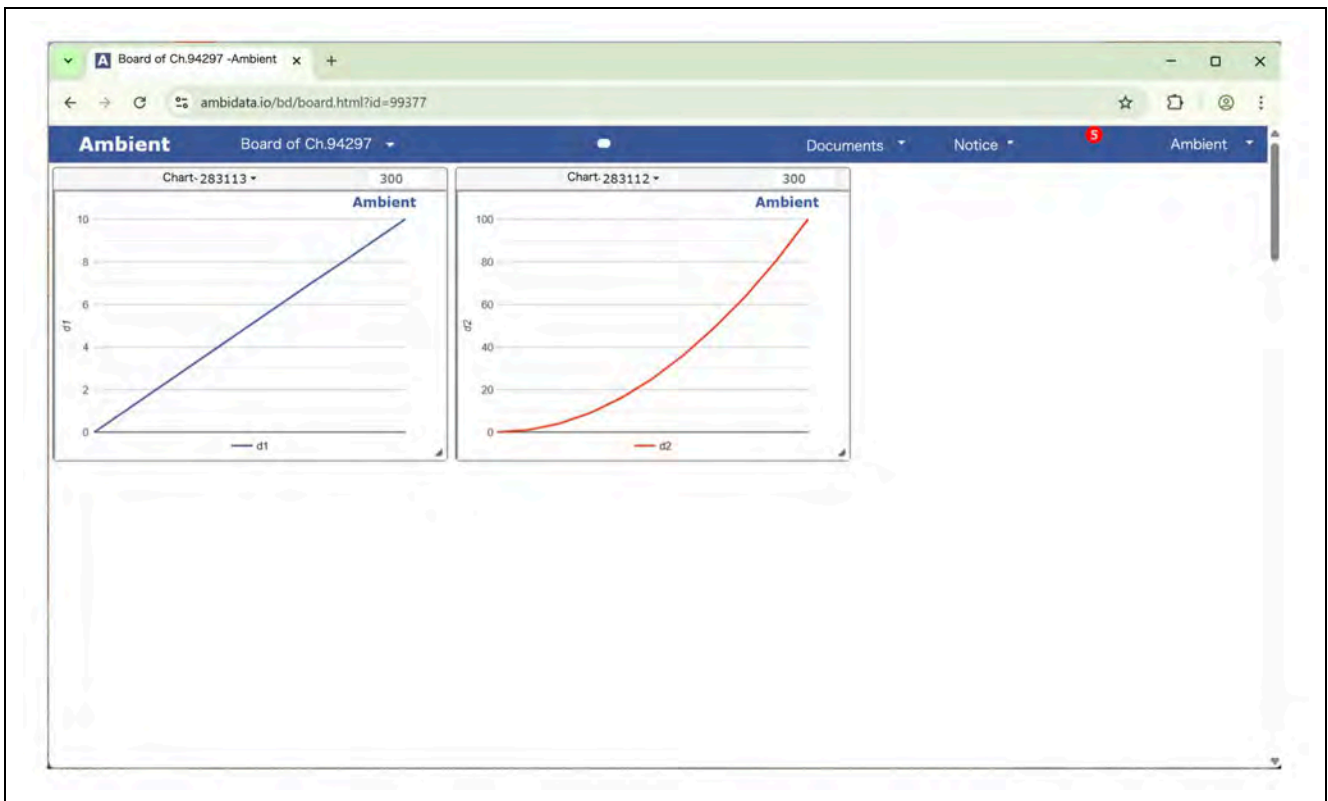 Board of Ch.94297 -Ambient
ambidata.io/bd/board.html?id=99377
Ambient Board of Ch.94297 Documents Notice 5 Ambient
Chart-283113 300
Ambient
10
8
6
4
2
0
d1
d1
Chart-283112 300
Ambient
100
80
60
40
20
0
d2
d2